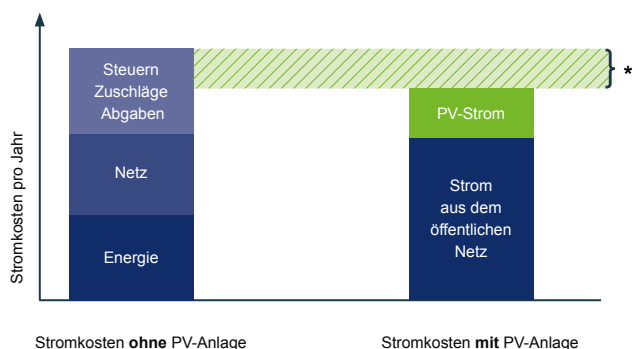 Stromkosten pro Jahr
Steuern
Zuschläge
Abgaben
Netz
Energie
*
PV-Strom
Strom
aus dem
öffentlichen
Netz
Stromkosten ohne PV-Anlage
Stromkosten mit PV-Anlage